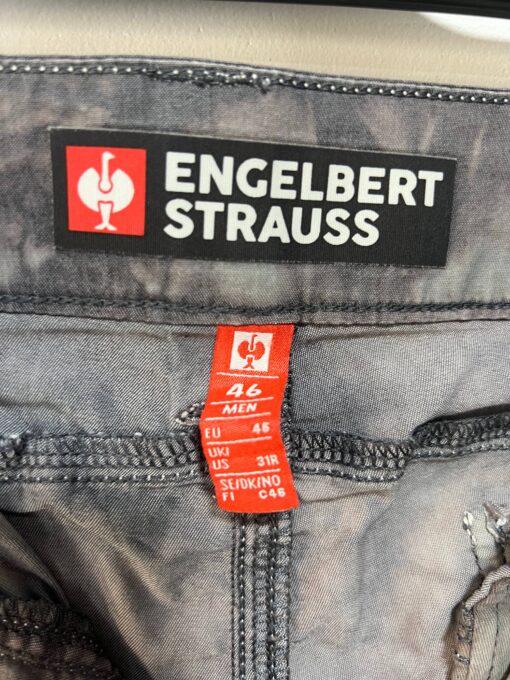 ENGELBERT
STRAUSS
46
MEN
EU 46
UK/
US 31R
SE/DK/NO
FI C46